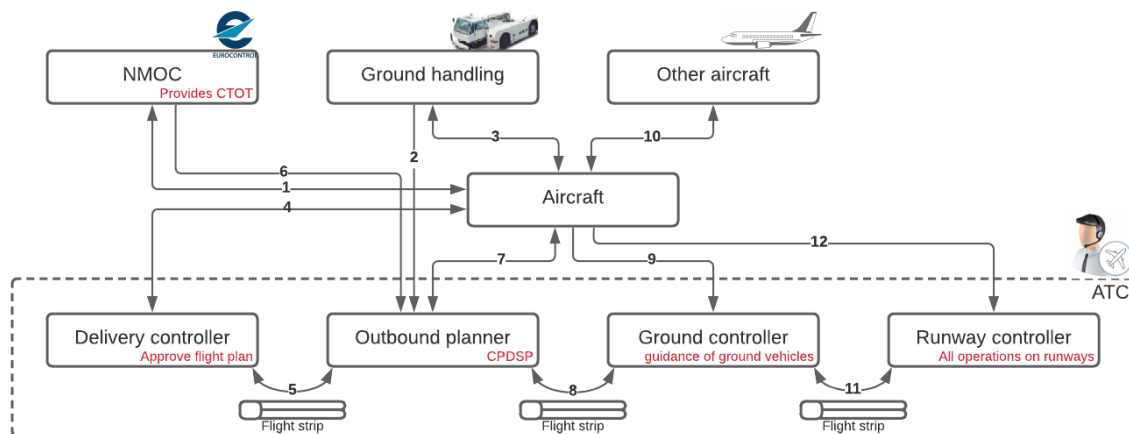 EUROCONTROL
NMOC
Provides CTOT
Ground handling
Other aircraft
3
10
2
6
1
4
Aircraft
7
9
12
ATC
Delivery controller
Approve flight plan
Outbound planner
CPDSP
Ground controller
guidance of ground vehicles
Runway controller
All operations on runways
5
8
11
Flight strip
Flight strip
Flight strip